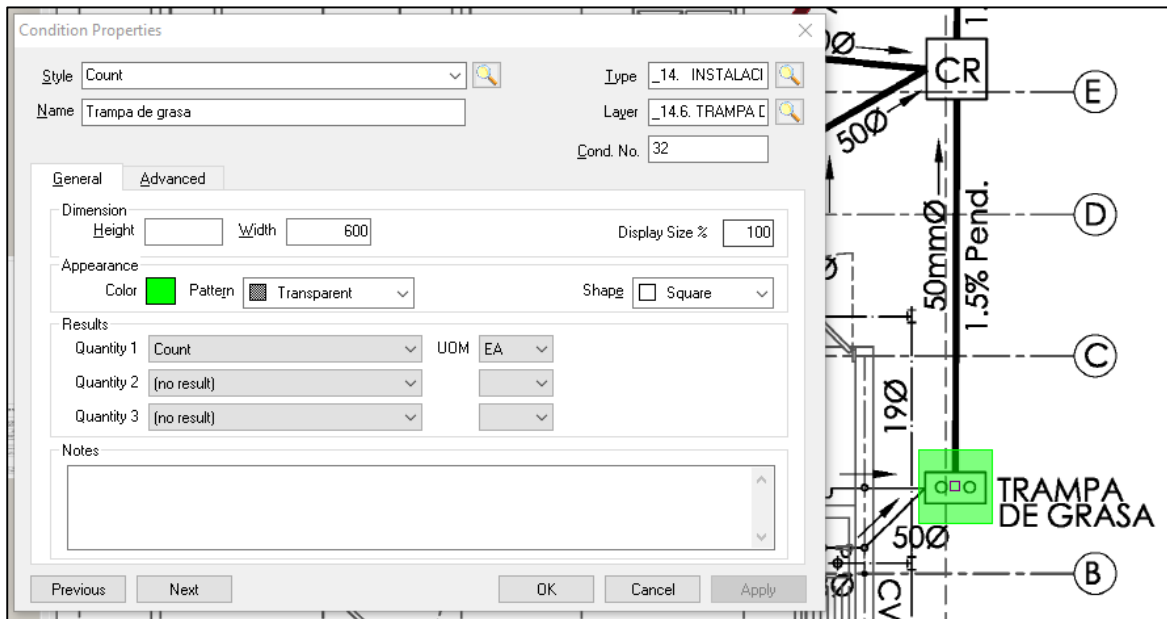 Condition Properties
Style Count
Type _14. INSTALACI
Name Trampa de grasa
Layer _14.6. TRAMPA D
Cond. No. 32
General Advanced
Dimension
Height Width 600 Display Size % 100
Appearance
Color Pattern Transparent Shape Square
Results
Quantity 1 Count UOM EA
Quantity 2 (no result)
Quantity 3 (no result)
Notes
Previous Next OK Cancel Apply
CR
E
50Ø
D
50mmØ
1.5% Pend.
C
19Ø
TRAMPA
DE GRASA
50Ø
B
CV